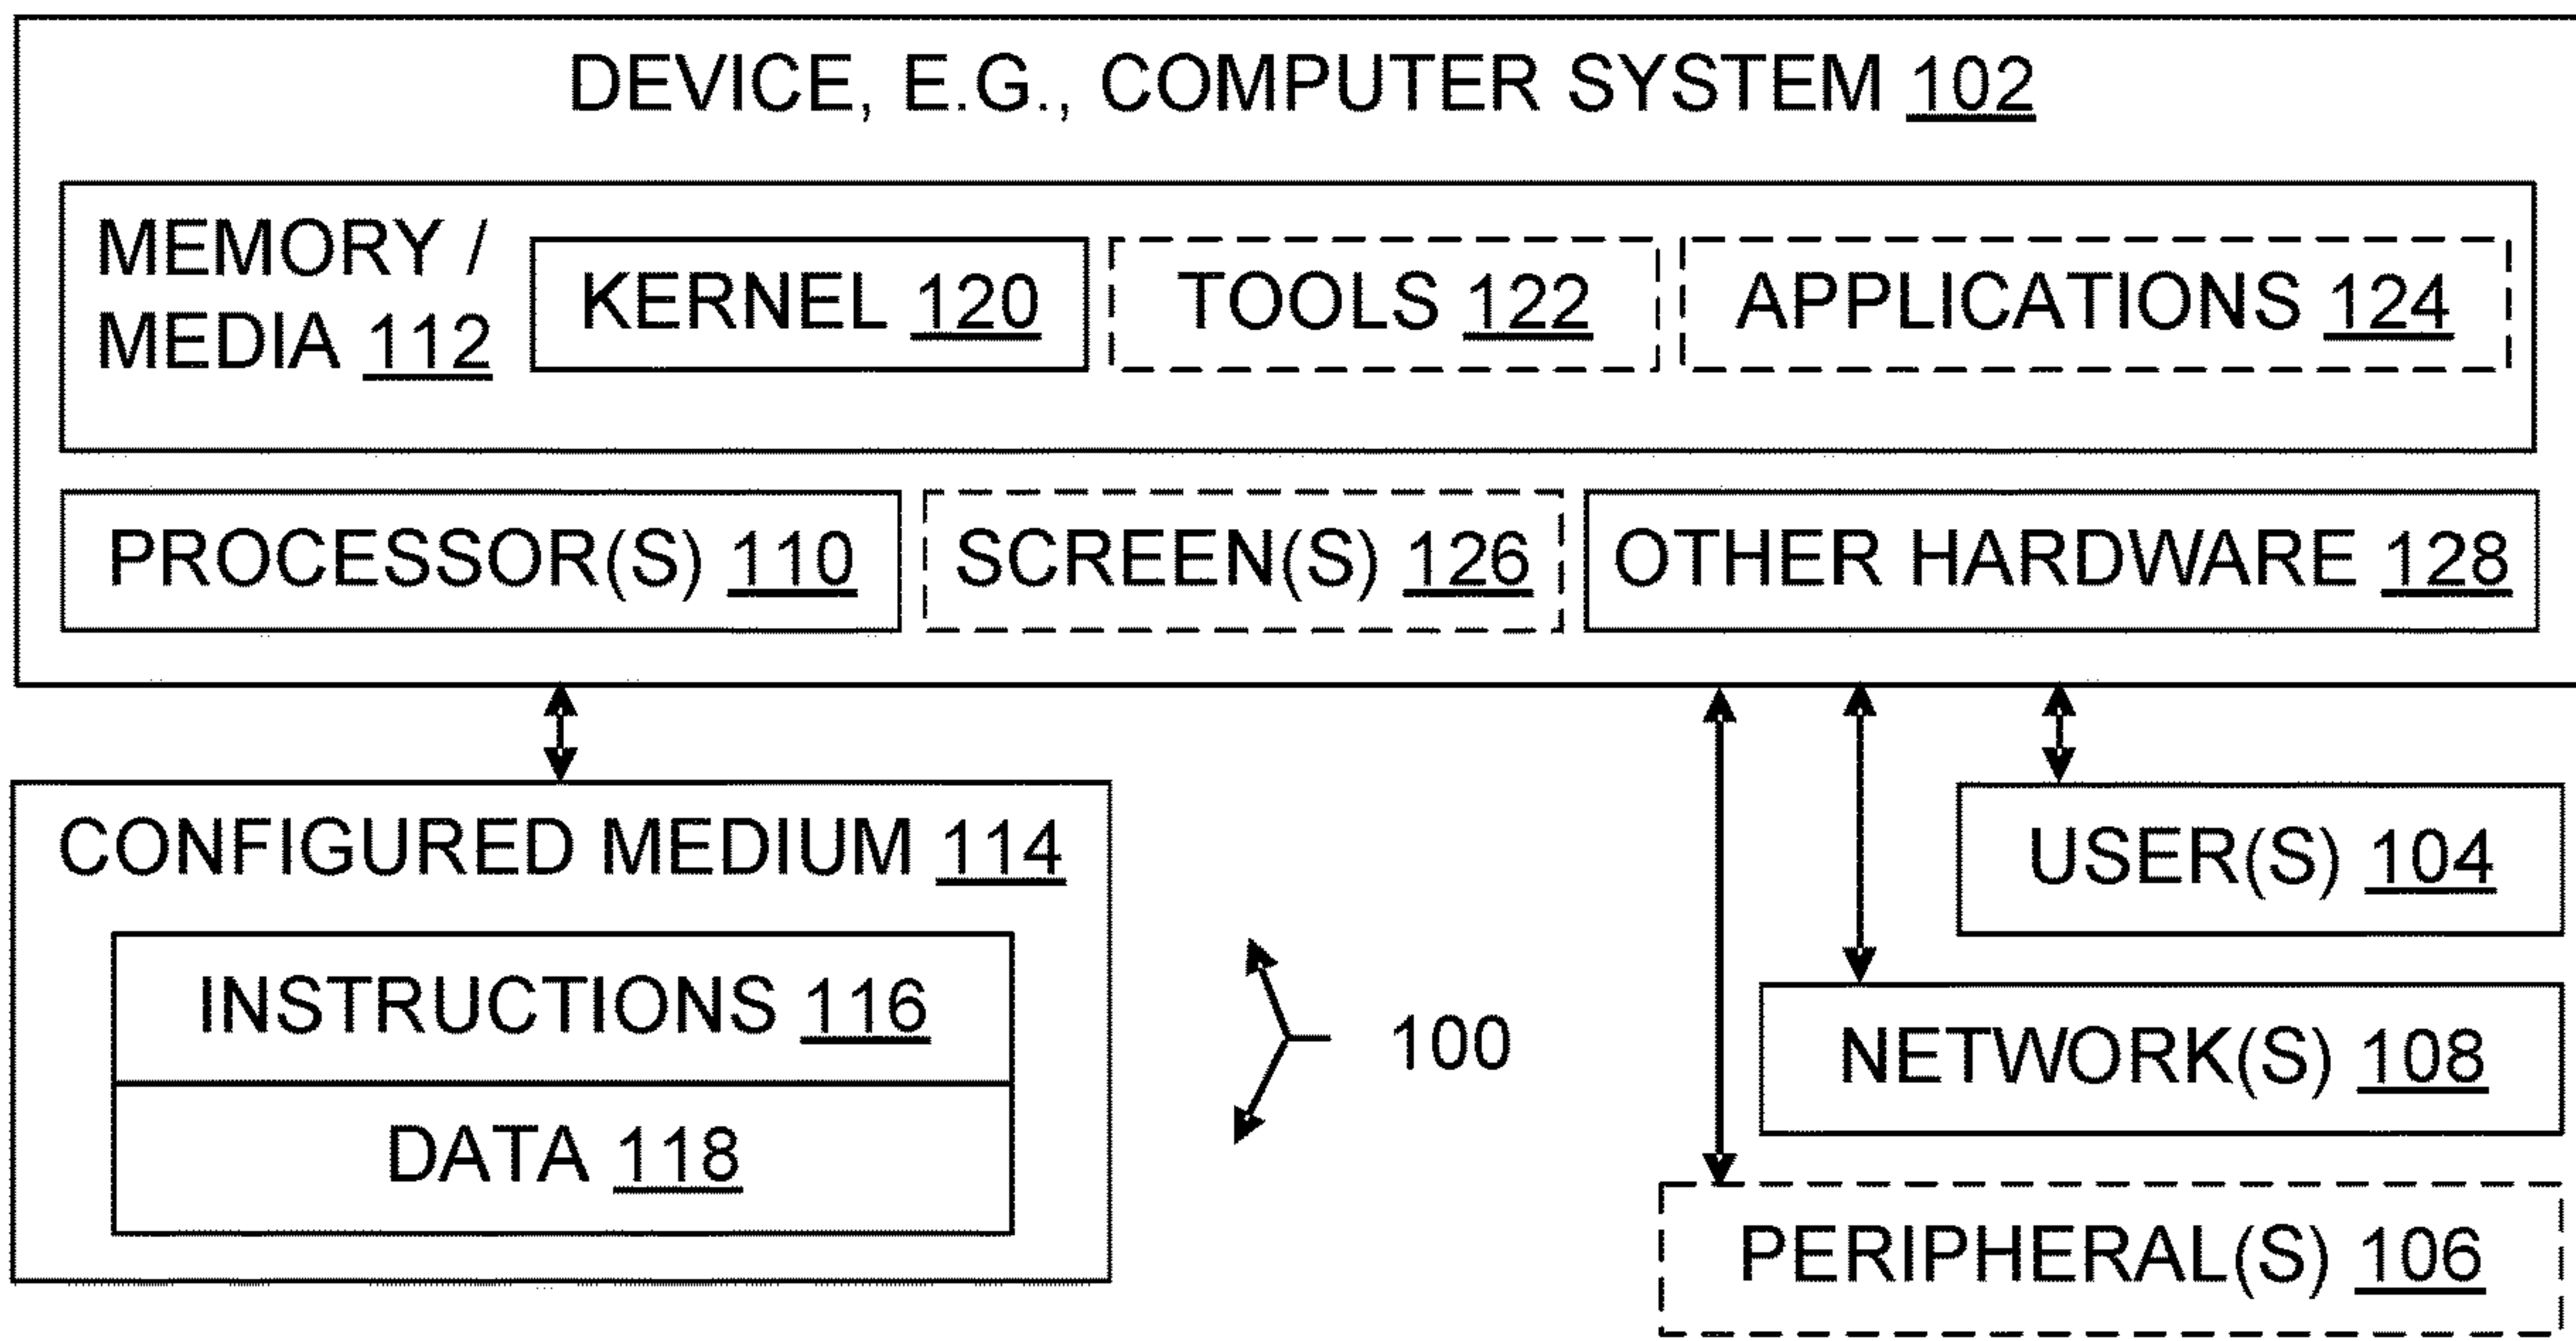 DEVICE, E.G., COMPUTER SYSTEM 102
MEMORY /
MEDIA 112
KERNEL 120
TOOLS 122
APPLICATIONS 124
PROCESSOR(S) 110
SCREEN(S) 126
OTHER HARDWARE 128
CONFIGURED MEDIUM 114
INSTRUCTIONS 116
DATA 118
100
USER(S) 104
NETWORK(S) 108
PERIPHERAL(S) 106